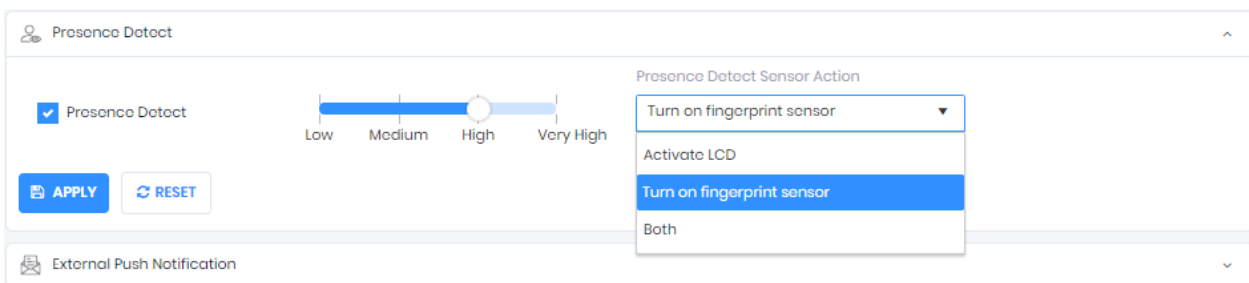 Presence Detect
Presence Detect Sensor Action
Presence Detect
Turn on fingerprint sensor
Low Medium High Very High
Activate LCD
Turn on fingerprint sensor
Both
APPLY RESET
External Push Notification